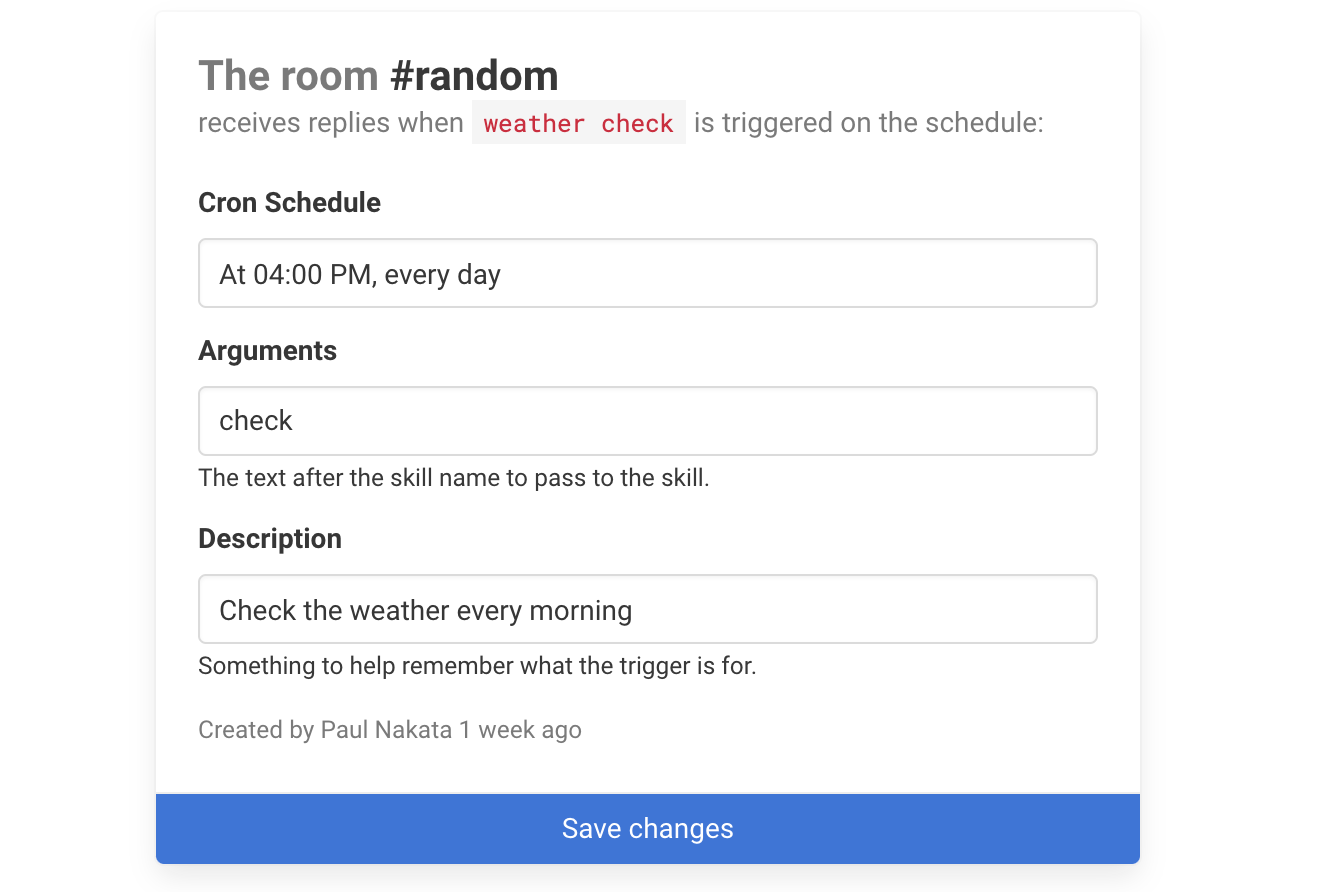 The room #random
receives replies when weather check is triggered on the schedule:
Cron Schedule
At 04:00 PM, every day
Arguments
check
The text after the skill name to pass to the skill.
Description
Check the weather every morning
Something to help remember what the trigger is for.
Created by Paul Nakata 1 week ago
Save changes